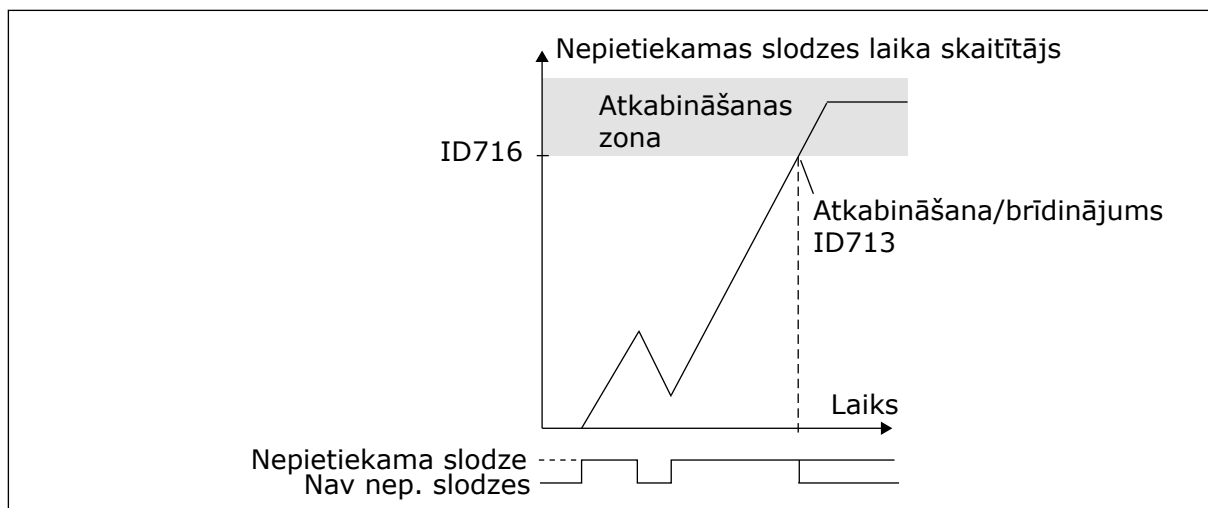 Nepietiekamas slodzes laika skaitītājs
Atkabināšanas
zona
ID716
Atkabināšana/brīdinājums
ID713
Laiks
Nepietiekama slodze
Nav nep. slodzes